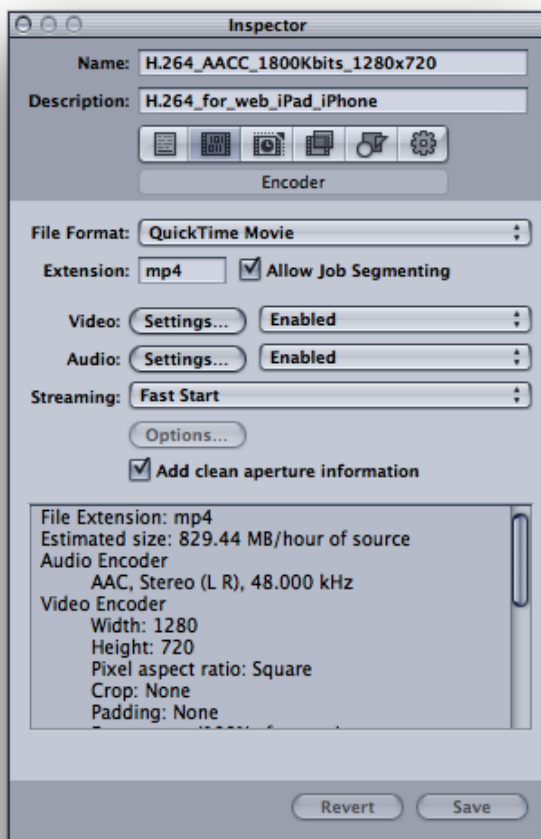 Inspector
Name: H.264_AACC_1800Kbits_1280x720
Description: H.264_for_web_iPad_iPhone
Encoder
File Format: QuickTime Movie
Extension: mp4 Allow Job Segmenting
Video: Settings... Enabled
Audio: Settings... Enabled
Streaming: Fast Start
Options...
Add clean aperture information
File Extension: mp4
Estimated size: 829.44 MB/hour of source
Audio Encoder
AAC, Stereo (L R), 48.000 kHz
Video Encoder
Width: 1280
Height: 720
Pixel aspect ratio: Square
Crop: None
Padding: None
Revert Save